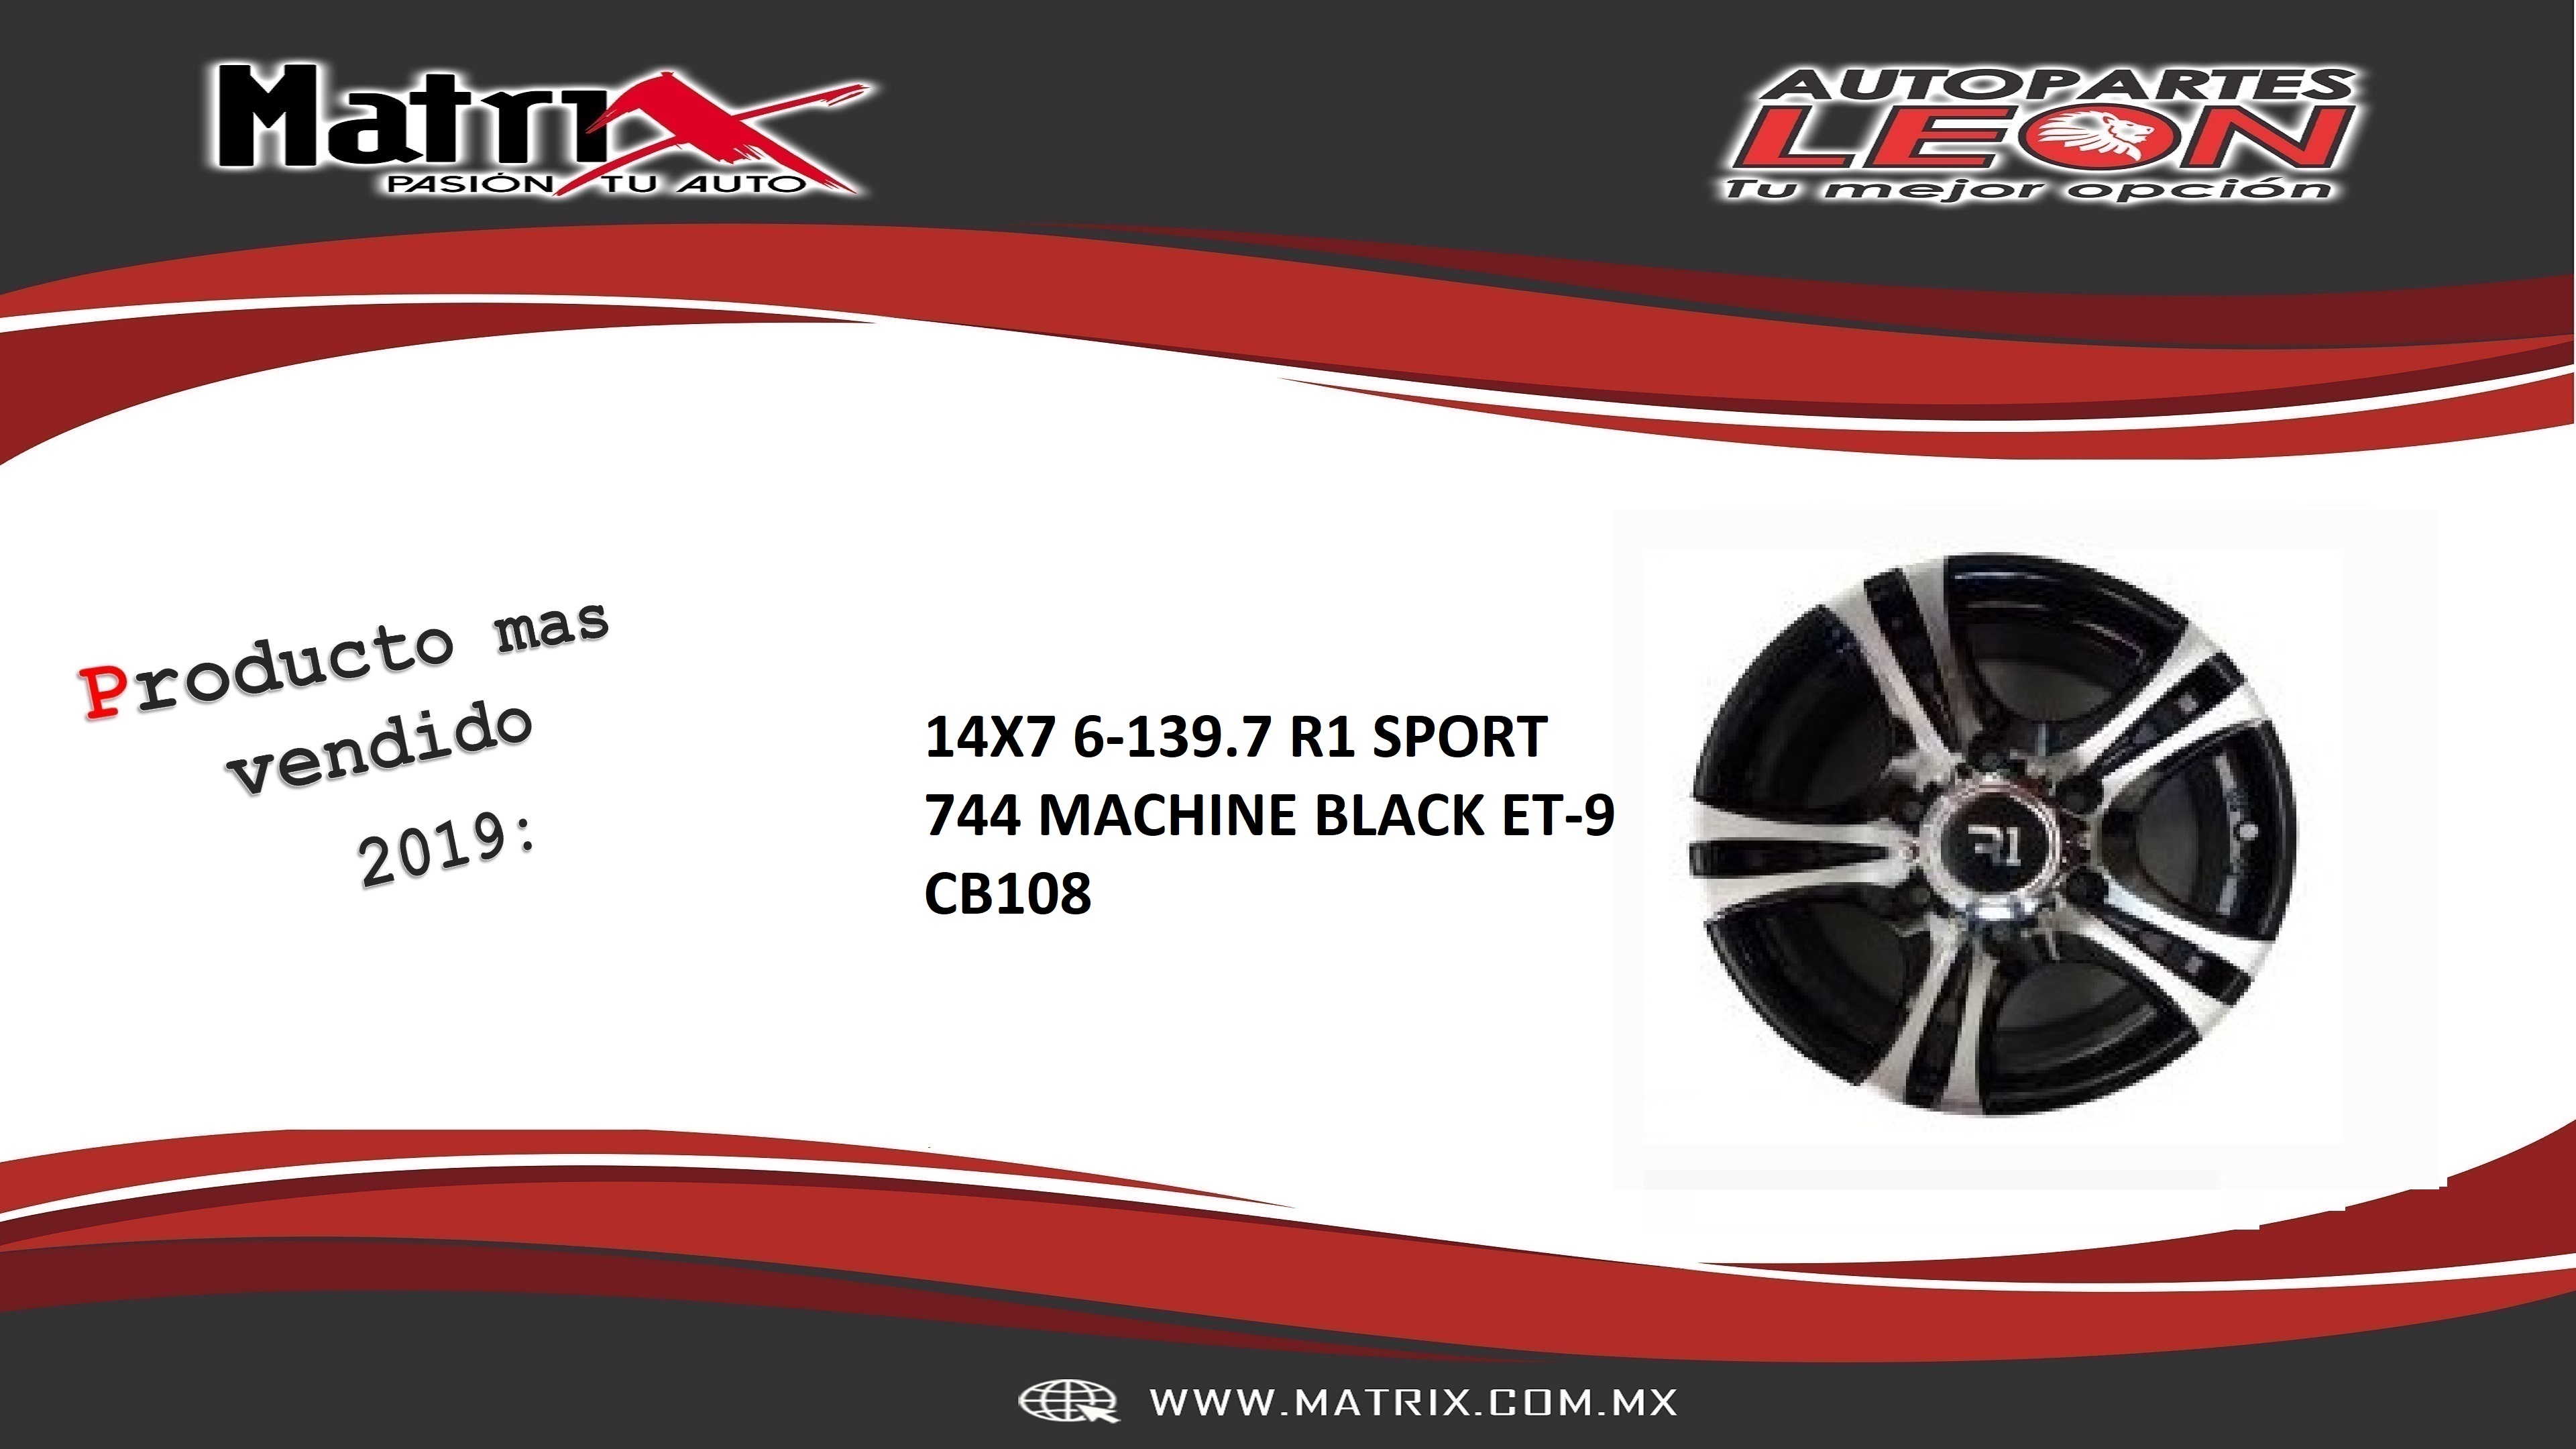 Matrix
PASIÓN TU AUTO
AUTOPARTES
LEON
Tu mejor opción
Producto mas
vendido
2019:
14X7 6-139.7 R1 SPORT
744 MACHINE BLACK ET-9
CB108
R1
WWW.MATRIX.COM.MX